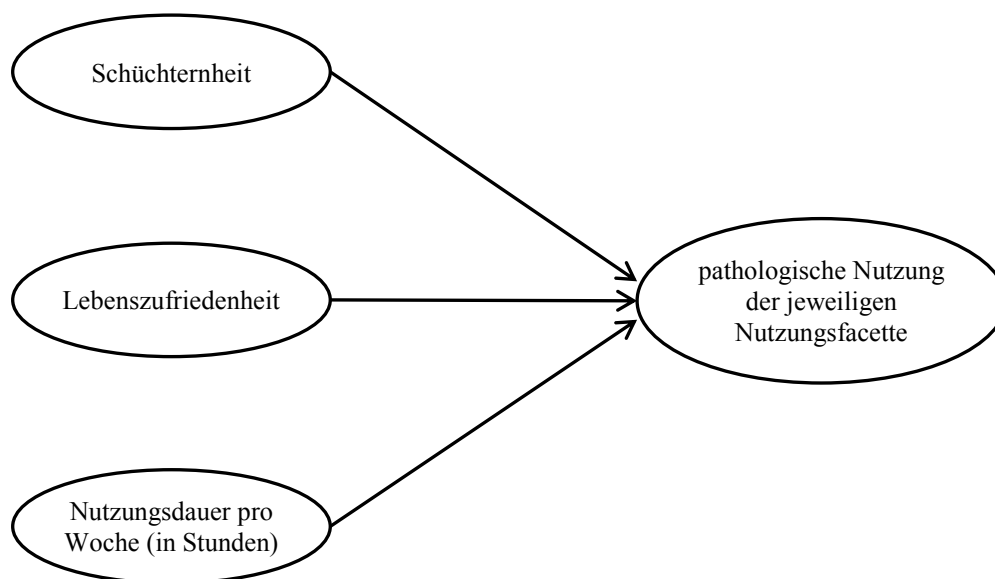 Schüchternheit
Lebenszufriedenheit
pathologische Nutzung
der jeweiligen
Nutzungsfacette
Nutzungsdauer pro
Woche (in Stunden)